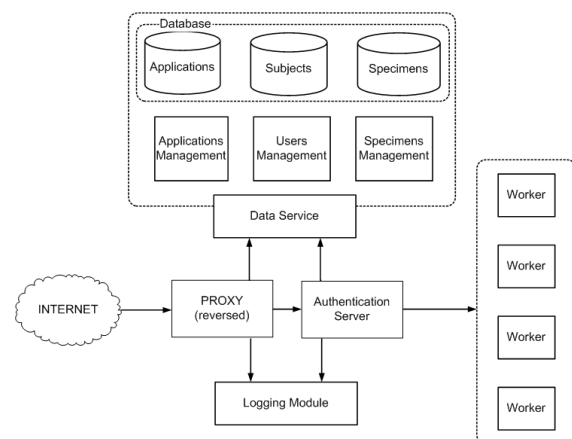 Database
Applications
Subjects
Specimens
Applications
Management
Users
Management
Specimens
Management
Data Service
Worker
Worker
INTERNET
PROXY
(reversed)
Authentication
Server
Worker
Logging Module
Worker